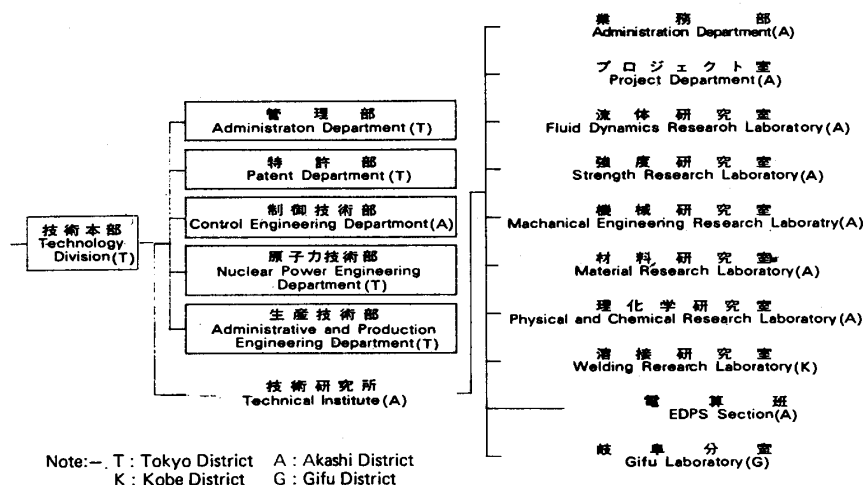 技術本部
Technology
Division(T)
管理部
Administraton Department(T)
特許部
Patent Department(T)
制御技術部
Control Engineering Departmont(A)
原子力技術部
Nuclear Power Engineering
Department(T)
生産技術部
Administrative and Production
Engineering Department(T)
技術研究所
Technical Institute(A)
業務部
Administration Department(A)
プロジェクト室
Project Department(A)
流体研究室
Fluid Dynamics Researoh Laboratory(A)
強度研究室
Strength Research Laboratory(A)
機械研究室
Machanical Engineering Research Laboratry(A)
材料研究室
Material Research Laboratory(A)
理化学研究室
Physical and Chemical Research Laboratory(A)
溶接研究室
Welding Rerearch Laboratory(K)
電算班
EDPS Section(A)
岐阜分室
Gifu Laboratory(G)
Note:— T : Tokyo District A : Akashi District
K : Kobe District G : Gifu District